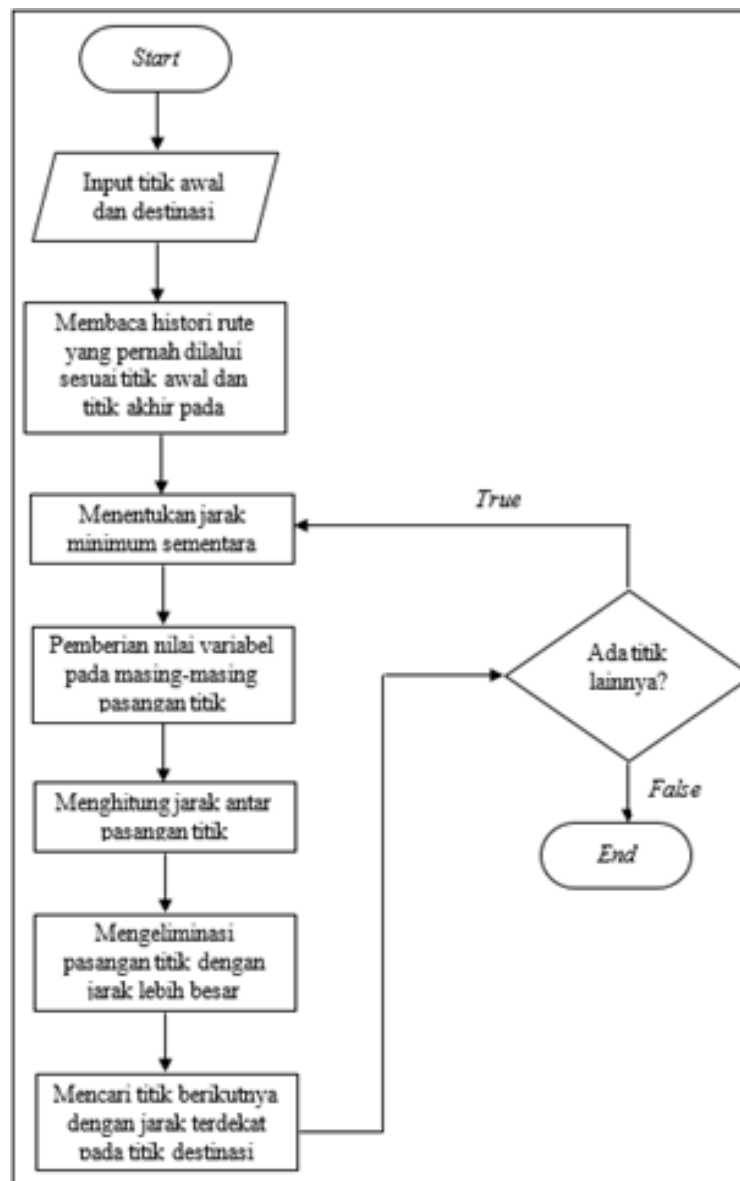 Start
Input titik awal
dan destinasi
Membaca histori rute
yang pernah dilalui
sesuai titik awal dan
titik akhir pada
Menentukan jarak
minimum sementara
Pemberian nilai variabel
pada masing-masing
pasangan titik
Menghitung jarak antar
pasangan titik
Mengeliminasi
pasangan titik dengan
jarak lebih besar
Mencari titik berikutnya
dengan jarak terdekat
pada titik destinasi
Ada titik
lainnya?
True
False
End